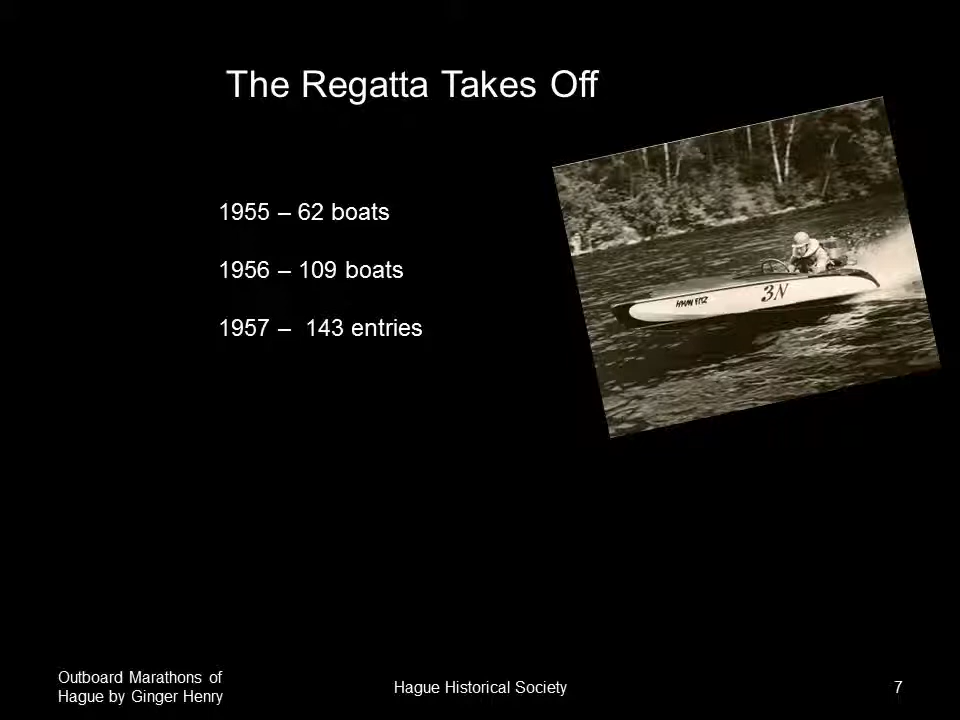 The Regatta Takes Off
1955 – 62 boats
1956 – 109 boats
1957 –  143 entries
3N
Outboard Marathons of
Hague by Ginger Henry
Hague Historical Society
7